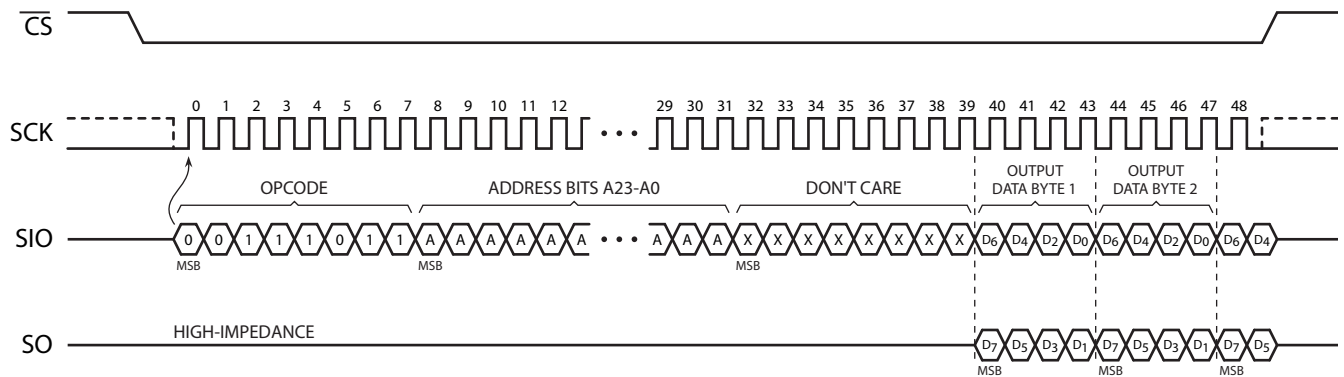 CS
0 1 2 3 4 5 6 7 8 9 10 11 12 29 30 31 32 33 34 35 36 37 38 39 40 41 42 43 44 45 46 47 48
SCK
OPCODE ADDRESS BITS A23-A0 DON'T CARE OUTPUT DATA BYTE 1 OUTPUT DATA BYTE 2
SIO 0 0 1 1 1 0 1 1 A A A A A A A A A X X X X X X X X D6 D4 D2 D0 D6 D4 D2 D0 D6 D4
MSB MSB MSB
HIGH-IMPEDANCE
SO D7 D5 D3 D1 D7 D5 D3 D1 D7 D5
MSB MSB MSB